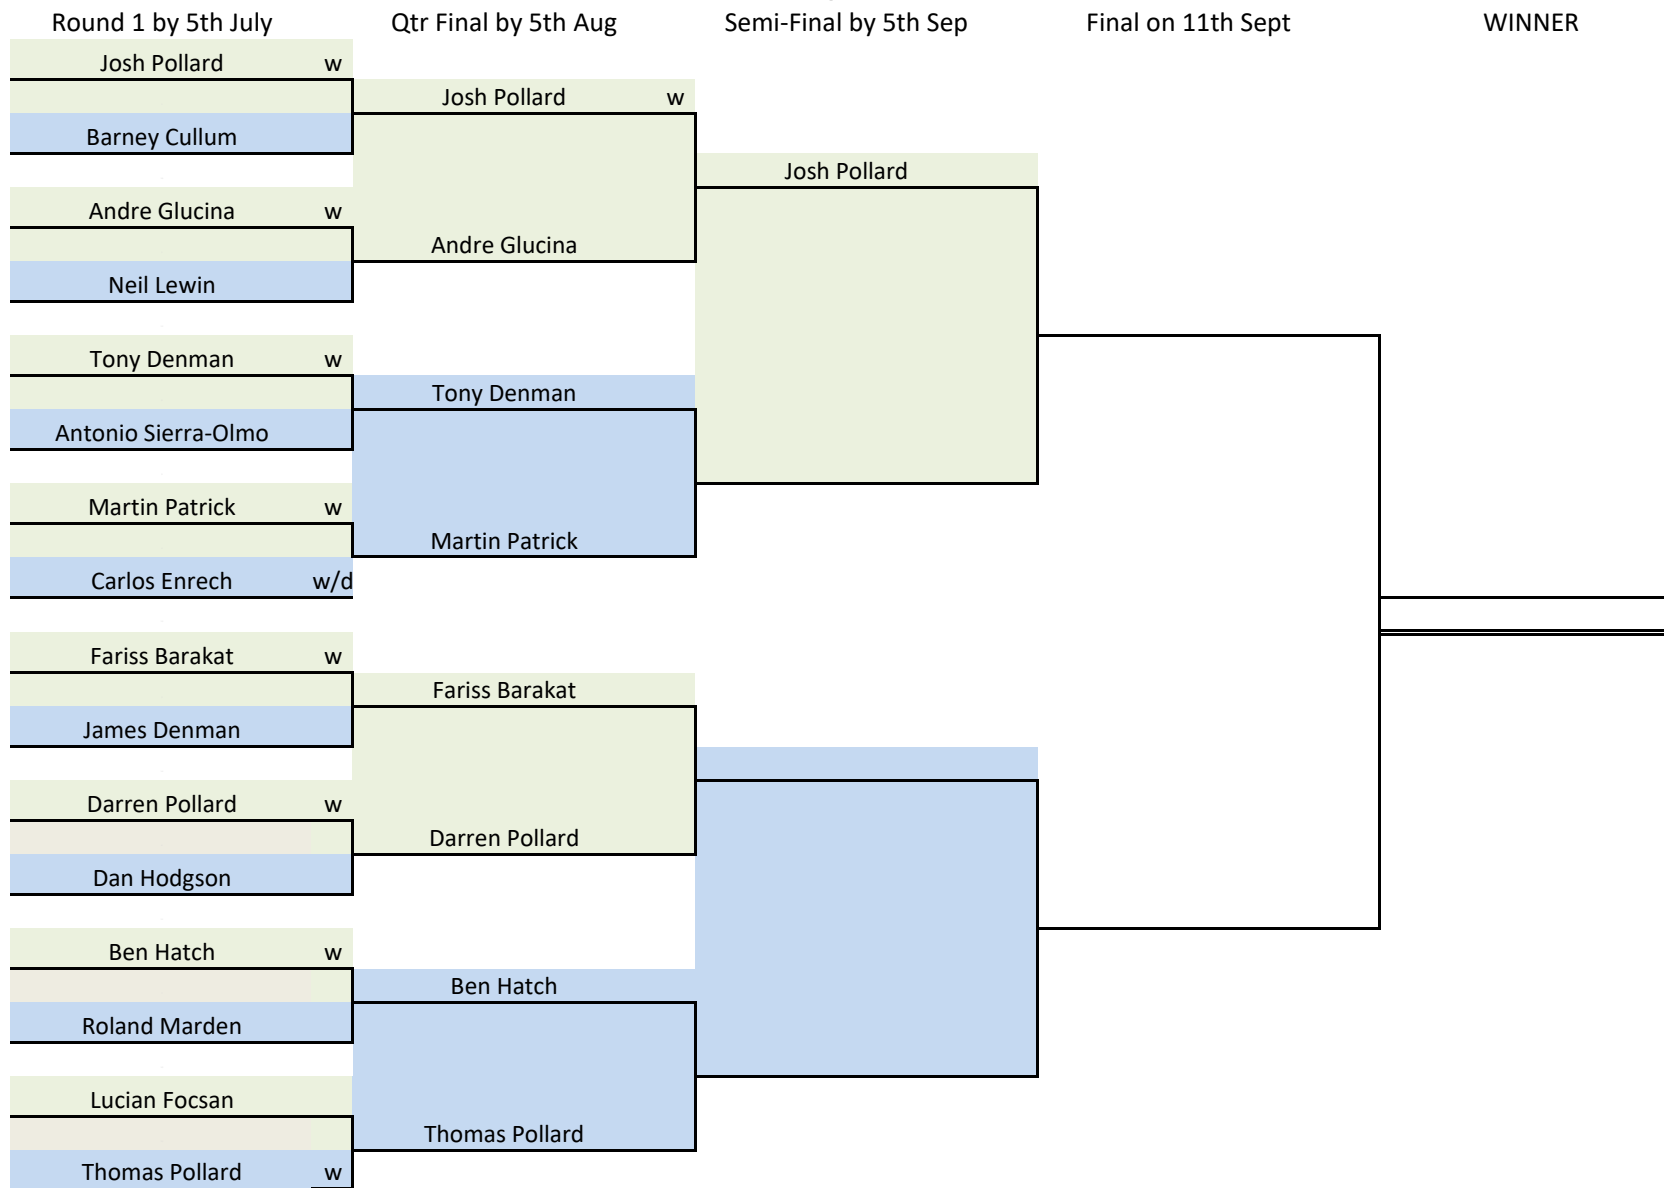 Round 1 by 5th July Qtr Final by 5th Aug Semi-Final by 5th Sep Final on 11th Sept WINNER
Josh Pollard w
Josh Pollard w
Barney Cullum
Josh Pollard
Andre Glucina w
Andre Glucina
Neil Lewin
Tony Denman w
Tony Denman
Antonio Sierra-Olmo
Martin Patrick w
Martin Patrick
Carlos Enrech w/d
Fariss Barakat w
Fariss Barakat
James Denman
Darren Pollard w
Darren Pollard
Dan Hodgson
Ben Hatch w
Ben Hatch
Roland Marden
Lucian Focsan
Thomas Pollard
Thomas Pollard w